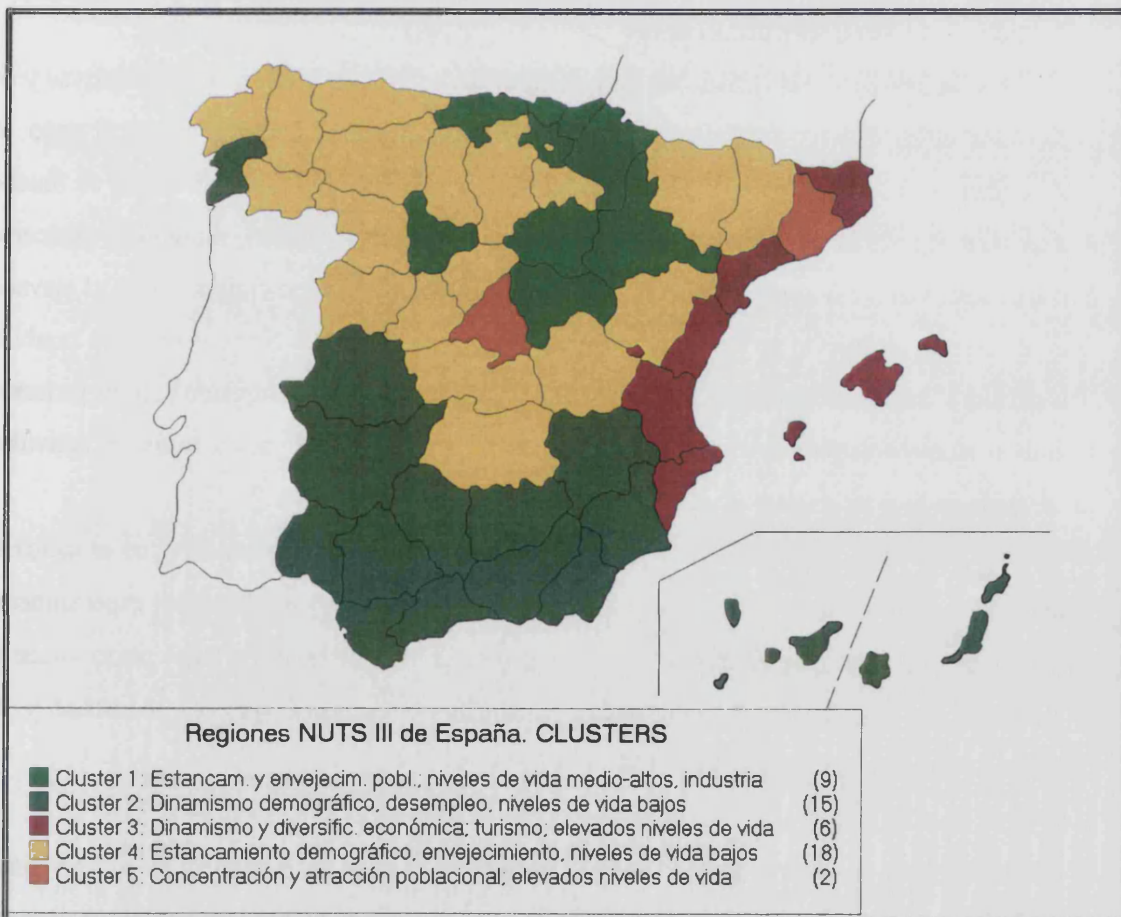 Regiones NUTS III de España. CLUSTERS
Cluster 1: Estancam. y envejecim. pobl.; niveles de vida medio-altos, industria (9)
Cluster 2: Dinamismo demográfico, desempleo, niveles de vida bajos (15)
Cluster 3: Dinamismo y diversific. económica; turismo; elevados niveles de vida (6)
Cluster 4: Estancamiento demográfico, envejecimiento, niveles de vida bajos (18)
Cluster 5: Concentración y atracción poblacional; elevados niveles de vida (2)